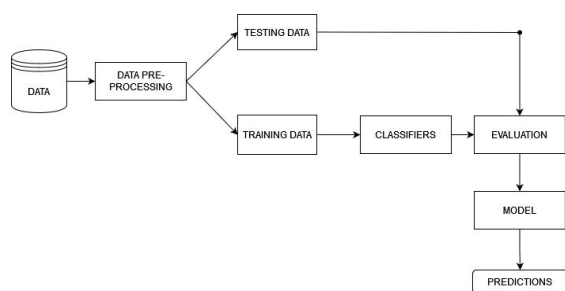 TESTING DATA
DATA
DATA PRE-
PROCESSING
TRAINING DATA
CLASSIFIERS
EVALUATION
MODEL
PREDICTIONS